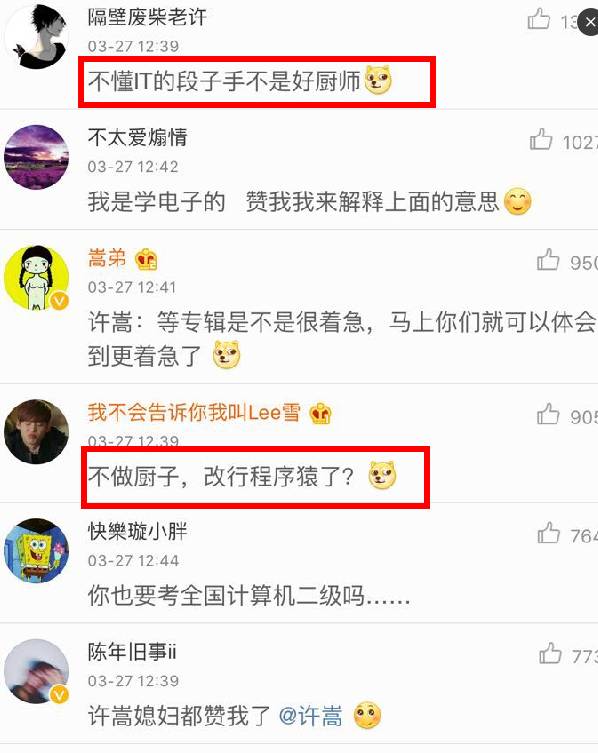 隔壁废柴老许
03-27 12:39
不懂IT的段子手不是好厨师
不太爱煽情
1027
03-27 12:42
我是学电子的 赞我我来解释上面的意思
嵩弟
950
03-27 12:41
许嵩：等专辑是不是很着急，马上你们就可以体会
到更着急了
我不会告诉你我叫Lee雪
905
03-27 12:39
不做厨子，改行程序猿了？
快樂璇小胖
764
03-27 12:44
你也要考全国计算机二级吗......
陈年旧事ii
773
03-27 12:39
许嵩媳妇都赞我了 @许嵩